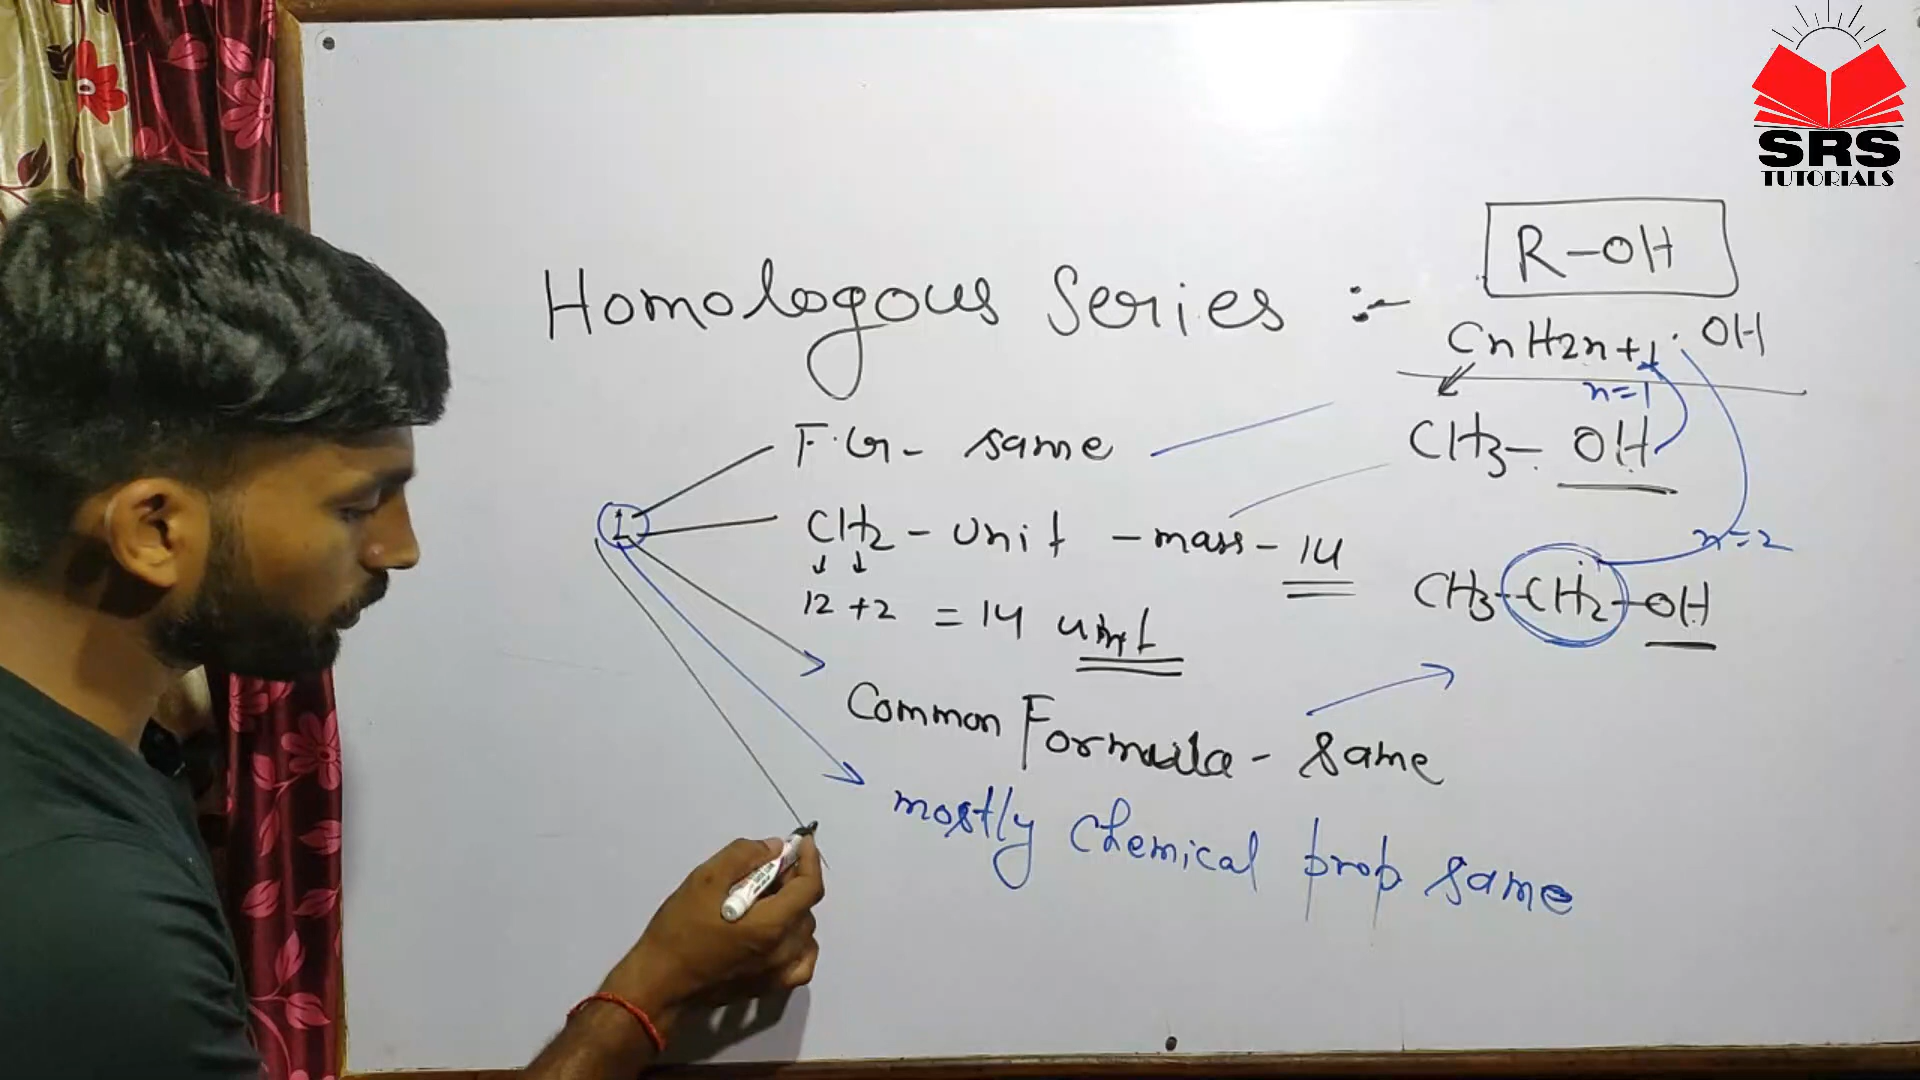 SRS
TUTORIALS
R-OH
Homologous Series :-
CnH2n+1 . OH
n=1
F.G- same
CH3- OH
CH2 - Unit - mass - 14
n=2
CH3-CH2-OH
12 +2 = 14 unit
Common Formula - Same
mostly Chemical prop same